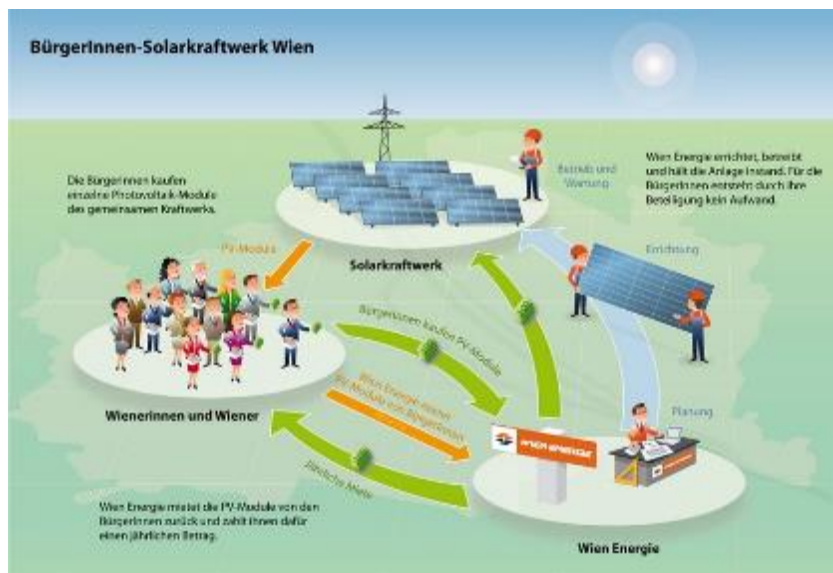 BürgerInnen-Solarkraftwerk Wien
Die BürgerInnen kaufen
einzelne Photovoltaik-Module
des gemeinsamen Kraftwerks.
Betrieb und
Wartung
Wien Energie errichtet, betreibt
und hält die Anlage instand. Für die
BürgerInnen entsteht durch ihre
Beteiligung kein Aufwand.
PV-Module
Solarkraftwerk
Errichtung
BürgerInnen kaufen PV-Module
WienerInnen und Wiener
Wien Energie mietet
PV-Module von BürgerInnen
Planung
WIEN ENERGIE
Jährliche Miete
Wien Energie mietet die PV-Module von den
BürgerInnen zurück und zahlt ihnen dafür
einen jährlichen Betrag.
Wien Energie